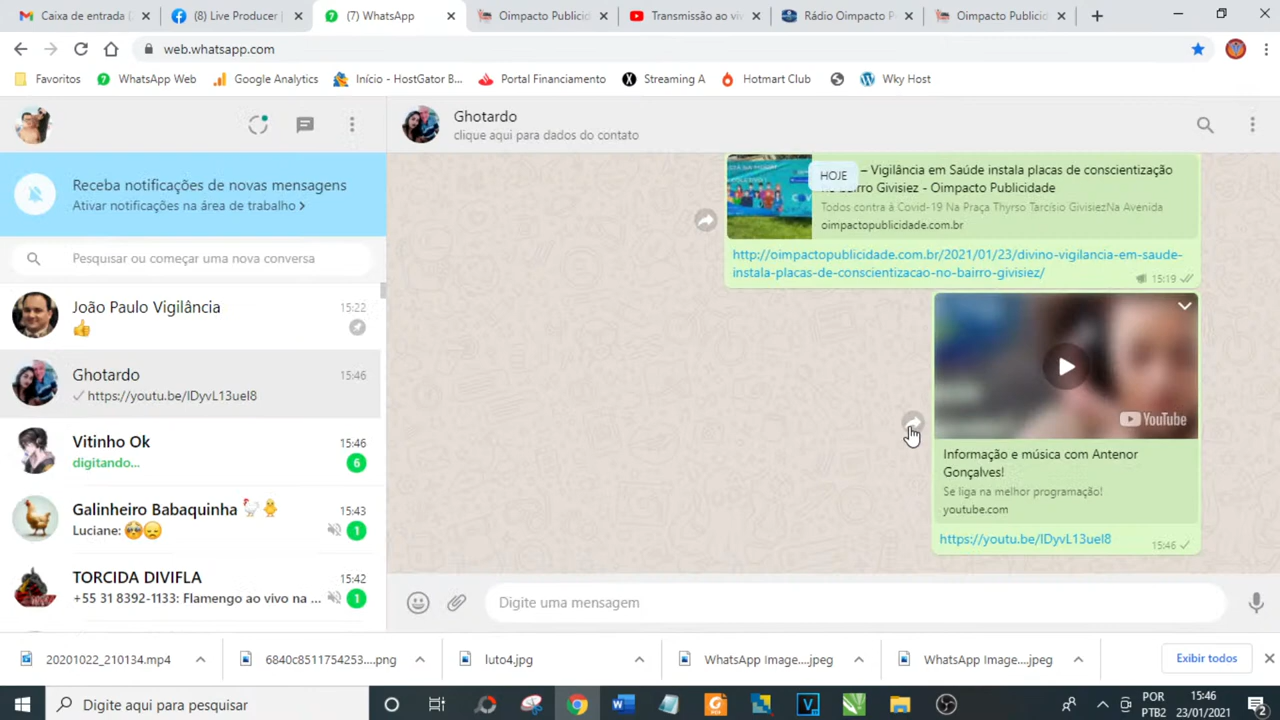 Caixa de entrada (
(8) Live Producer |
(7) WhatsApp
Oimpacto Publicid
Transmissão ao vi
Rádio Oimpacto P
Oimpacto Publicid
web.whatsapp.com
Favoritos
WhatsApp Web
Google Analytics
Início - HostGator B...
Portal Financiamento
Streaming A
Hotmart Club
Wky Host
Receba notificações de novas mensagens
Ativar notificações na área de trabalho
Pesquisar ou começar uma nova conversa
João Paulo Vigilância
15:22
Ghotardo
15:46
https://youtu.be/IDyvL13ueI8
Vitinho Ok
15:46
digitando...
6
Galinheiro Babaquinha
15:43
Luciane:
1
TORCIDA DIVIFLA
15:42
+55 31 8392-1133: Flamengo ao vivo na ...
1
Ghotardo
clique aqui para dados do contato
HOJE
– Vigilância em Saúde instala placas de conscientização
no bairro Givisiez - Oimpacto Publicidade
Todos contra à Covid-19 Na Praça Thyrso Tarcísio GivisiezNa Avenida
oimpactopublicidade.com.br
http://oimpactopublicidade.com.br/2021/01/23/divino-vigilancia-em-saude-
instala-placas-de-conscientizacao-no-bairro-givisiez/
15:19
YouTube
Informação e música com Antenor
Gonçalves!
Se liga na melhor programação!
youtube.com
https://youtu.be/IDyvL13ueI8
15:46
Digite uma mensagem
20201022_210134.mp4
6840c8511754253....png
luto4.jpg
WhatsApp Image....jpeg
WhatsApp Image....jpeg
Exibir todos
Digite aqui para pesquisar
POR
PTB2
15:46
23/01/2021
2